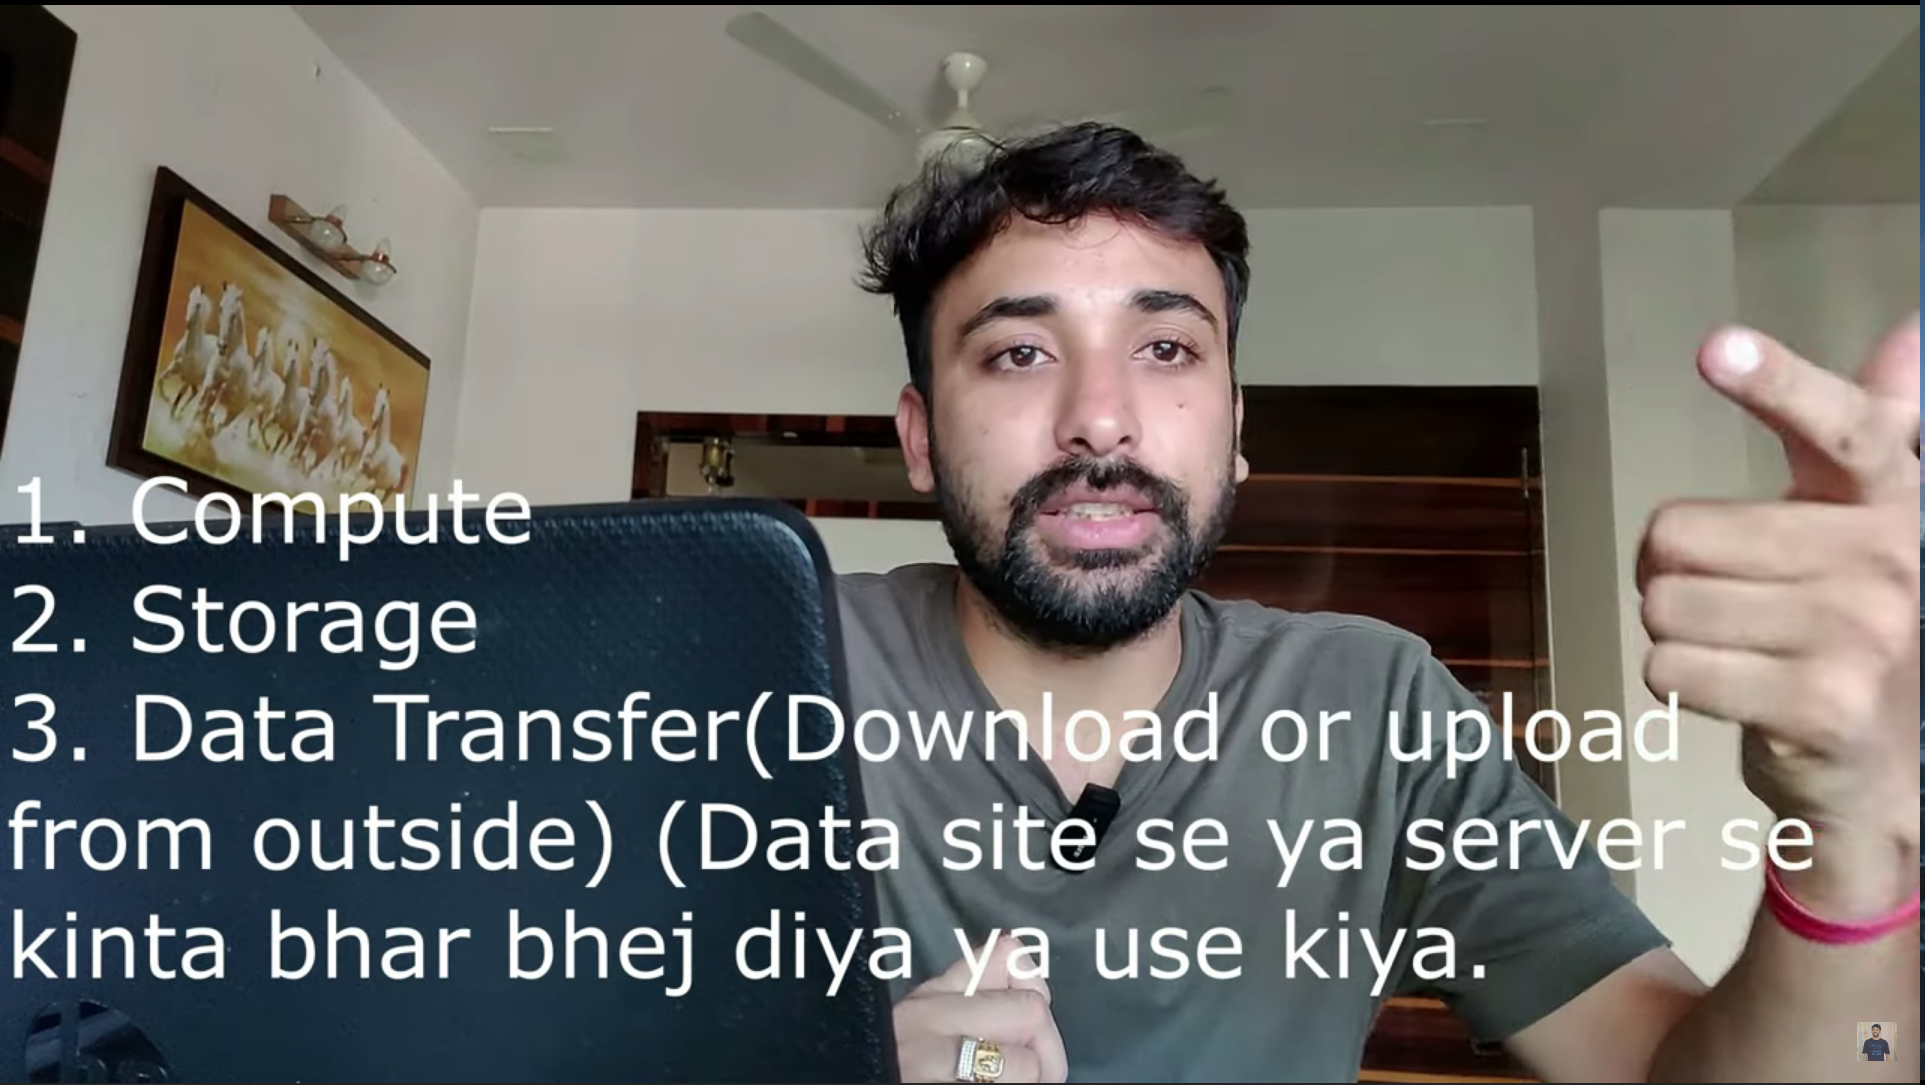 1. Compute
2. Storage
3. Data Transfer(Download or upload
from outside) (Data site se ya server se
kinta bhar bhej diya ya use kiya.